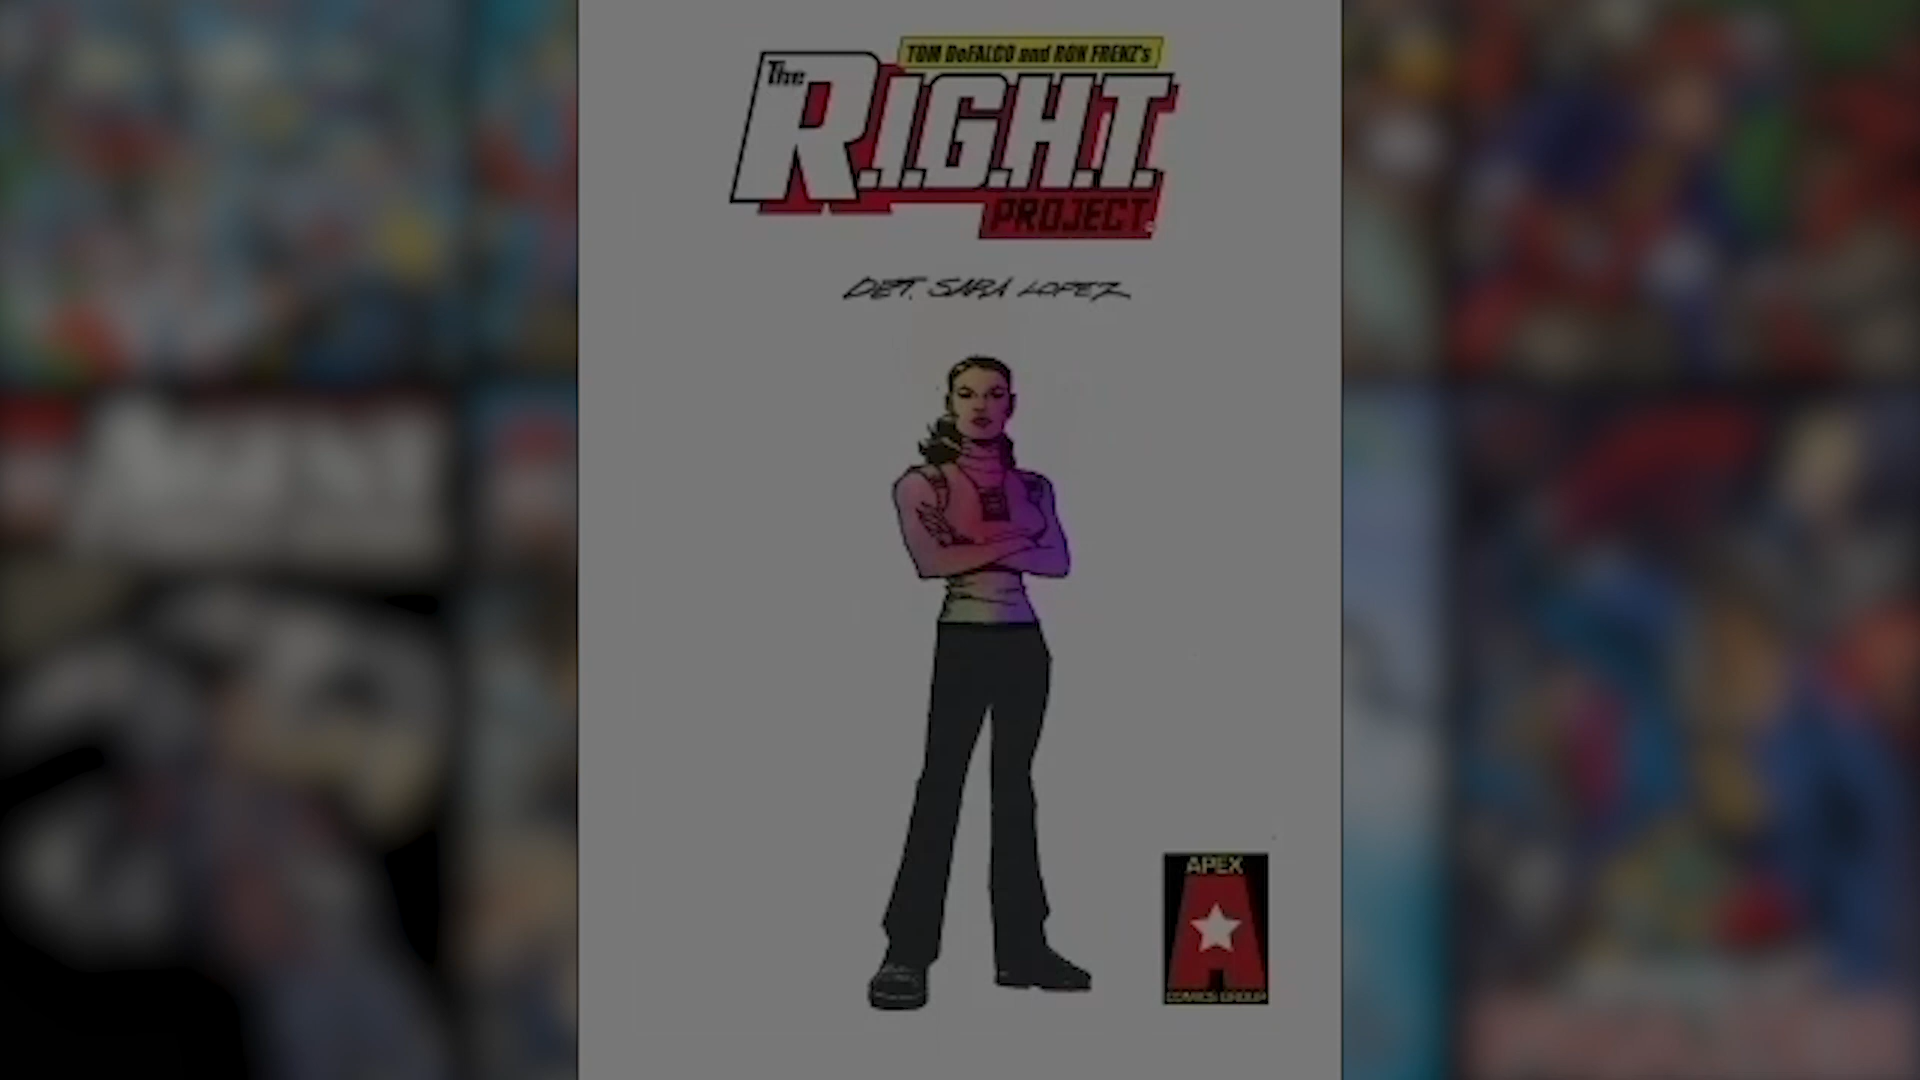 TOM DeFALCO and RON FRENZ's
The R.I.G.H.T.
PROJECT
DET. SARA LOPEZ
APEX
A
COMICS GROUP